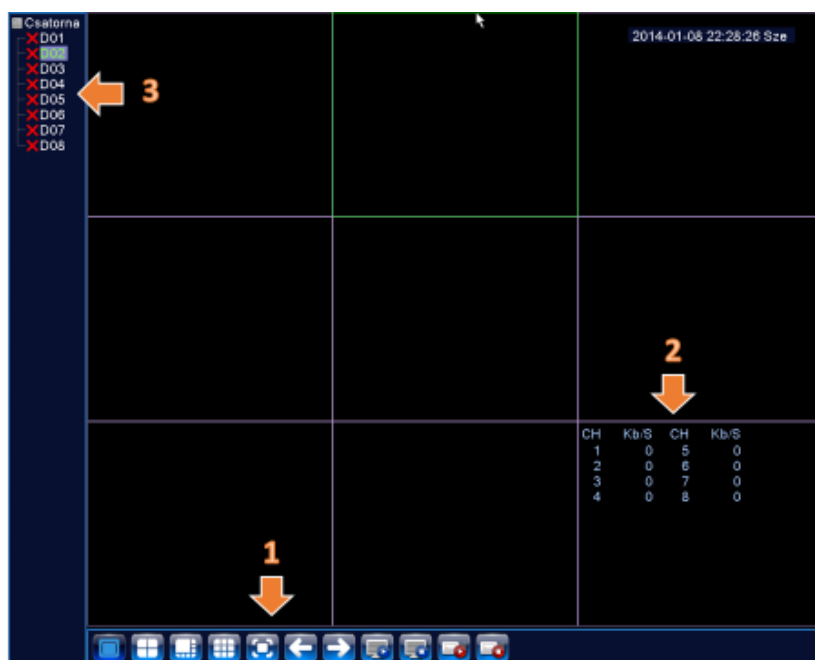 Csatorna
D01
D02
D03
D04
D05
D06
D07
D08
3
2014-01-08 22:28:26 Sze
2
CH Kb/S CH Kb/S
1 0 5 0
2 0 6 0
3 0 7 0
4 0 8 0
1